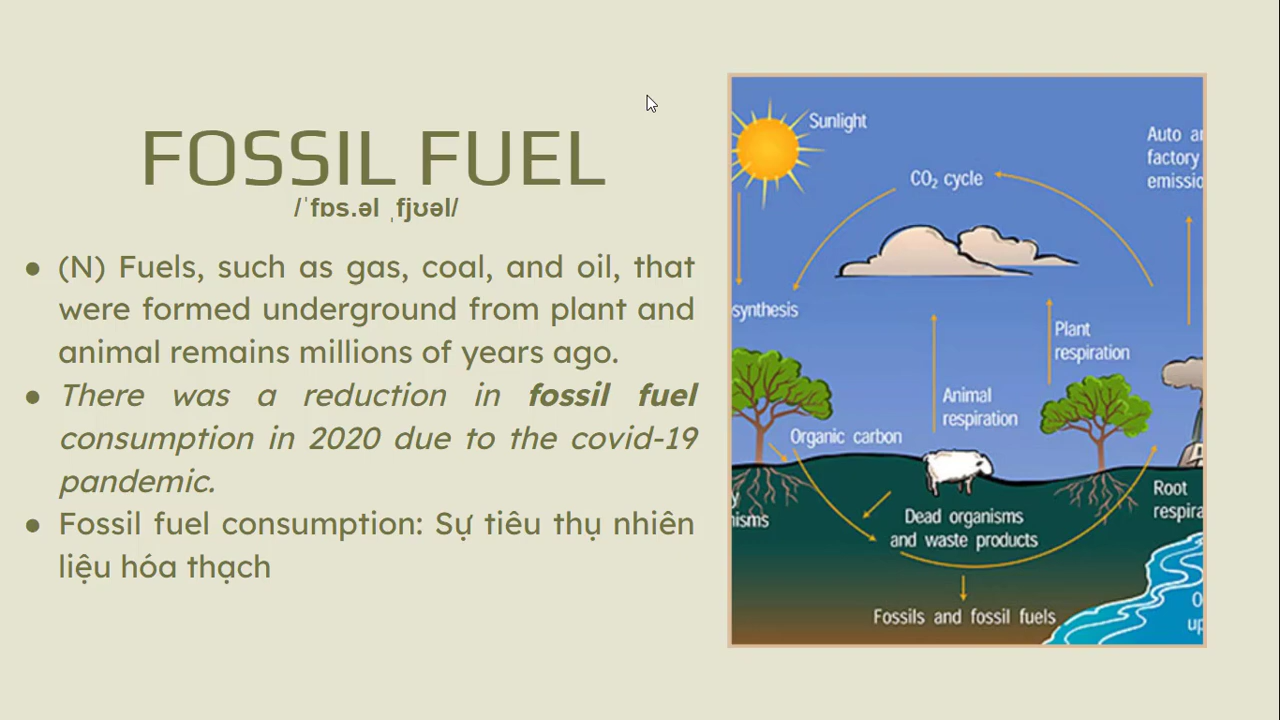 FOSSIL FUEL
/ˈfɒs.əl ˌfjʊəl/
● (N) Fuels, such as gas, coal, and oil, that
were formed underground from plant and
animal remains millions of years ago.
● There was a reduction in fossil fuel
consumption in 2020 due to the covid-19
pandemic.
● Fossil fuel consumption: Sự tiêu thụ nhiên
liệu hóa thạch
Sunlight
CO₂ cycle
Auto
factory
synthesis
Plant
respiration
Animal
respiration
Organic carbon
Root
Dead organisms
and waste products
Fossils and fossil fuels